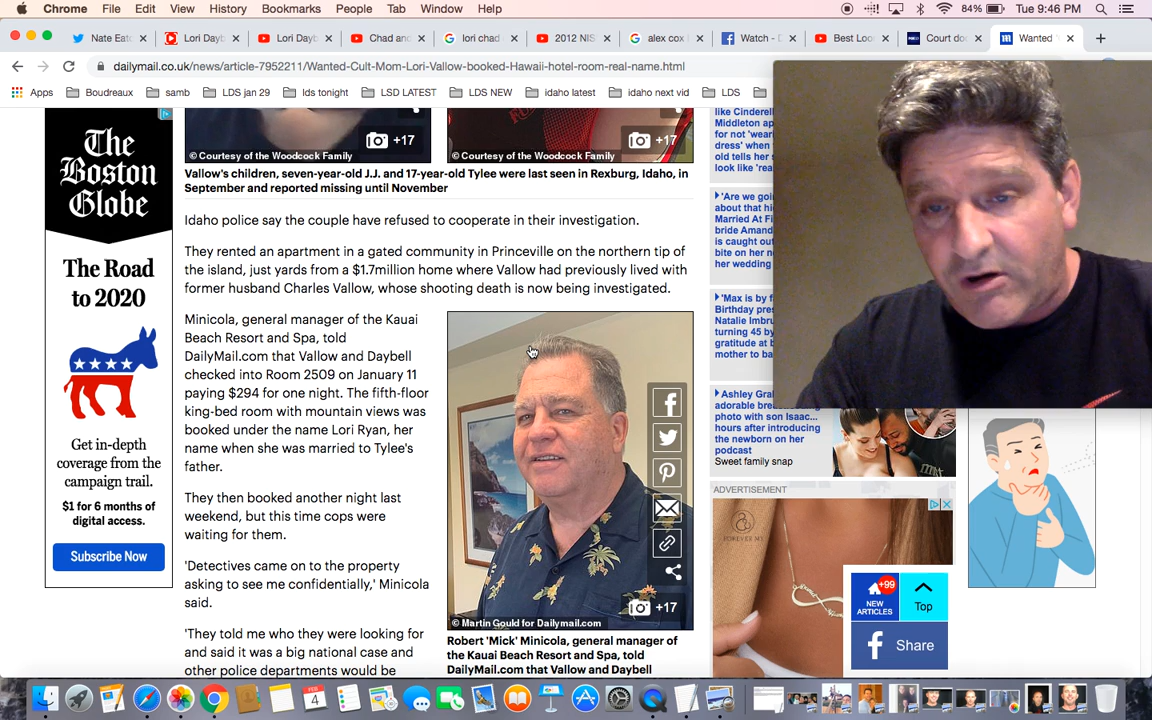 Chrome File Edit View History Bookmarks People Tab Window Help
84% Tue 9:46 PM
Nate Eato
Lori Dayb
Lori Dayb
Chad and
lori chad
2012 NIS
alex cox
Watch - D
Best Loo
Court do
Wanted
dailymail.co.uk/news/article-7952211/Wanted-Cult-Mom-Lori-Vallow-booked-Hawaii-hotel-room-real-name.html
Apps Boudreaux samb LDS jan 29 lds tonight LSD LATEST LDS NEW idaho latest idaho next vid LDS
The
Boston
Globe
The Road
to 2020
Get in-depth
coverage from the
campaign trail.
$1 for 6 months of
digital access.
Subscribe Now
+17
© Courtesy of the Woodcock Family
+17
© Courtesy of the Woodcock Family
Vallow's children, seven-year-old J.J. and 17-year-old Tylee were last seen in Rexburg, Idaho, in
September and reported missing until November
Idaho police say the couple have refused to cooperate in their investigation.
They rented an apartment in a gated community in Princeville on the northern tip of
the island, just yards from a $1.7million home where Vallow had previously lived with
former husband Charles Vallow, whose shooting death is now being investigated.
Minicola, general manager of the Kauai
Beach Resort and Spa, told
DailyMail.com that Vallow and Daybell
checked into Room 2509 on January 11
paying $294 for one night. The fifth-floor
king-bed room with mountain views was
booked under the name Lori Ryan, her
name when she was married to Tylee's
father.
They then booked another night last
weekend, but this time cops were
waiting for them.
'Detectives came on to the property
asking to see me confidentially,' Minicola
said.
'They told me who they were looking for
and said it was a big national case and
other police departments would be
+17
© Martin Gould for Dailymail.com
Robert 'Mick' Minicola, general manager of
the Kauai Beach Resort and Spa, told
DailyMail.com that Vallow and Daybell
like Cinderel
Middleton ap
for not 'wear
dress' when
old tells her s
look like 'rea
'Are we goi
about that hi
Married At Fi
bride Amand
is caught out
bite on her n
her wedding
'Max is by f
Birthday pres
Natalie Imbru
turning 45 by
gratitude at b
mother to ba
Ashley Gra
adorable brea
photo with son Isaac...
hours after introducing
the newborn on her
podcast
Sweet family snap
ADVERTISEMENT
FOREVER MY
+99
NEW
ARTICLES
Top
Share
FEB
4